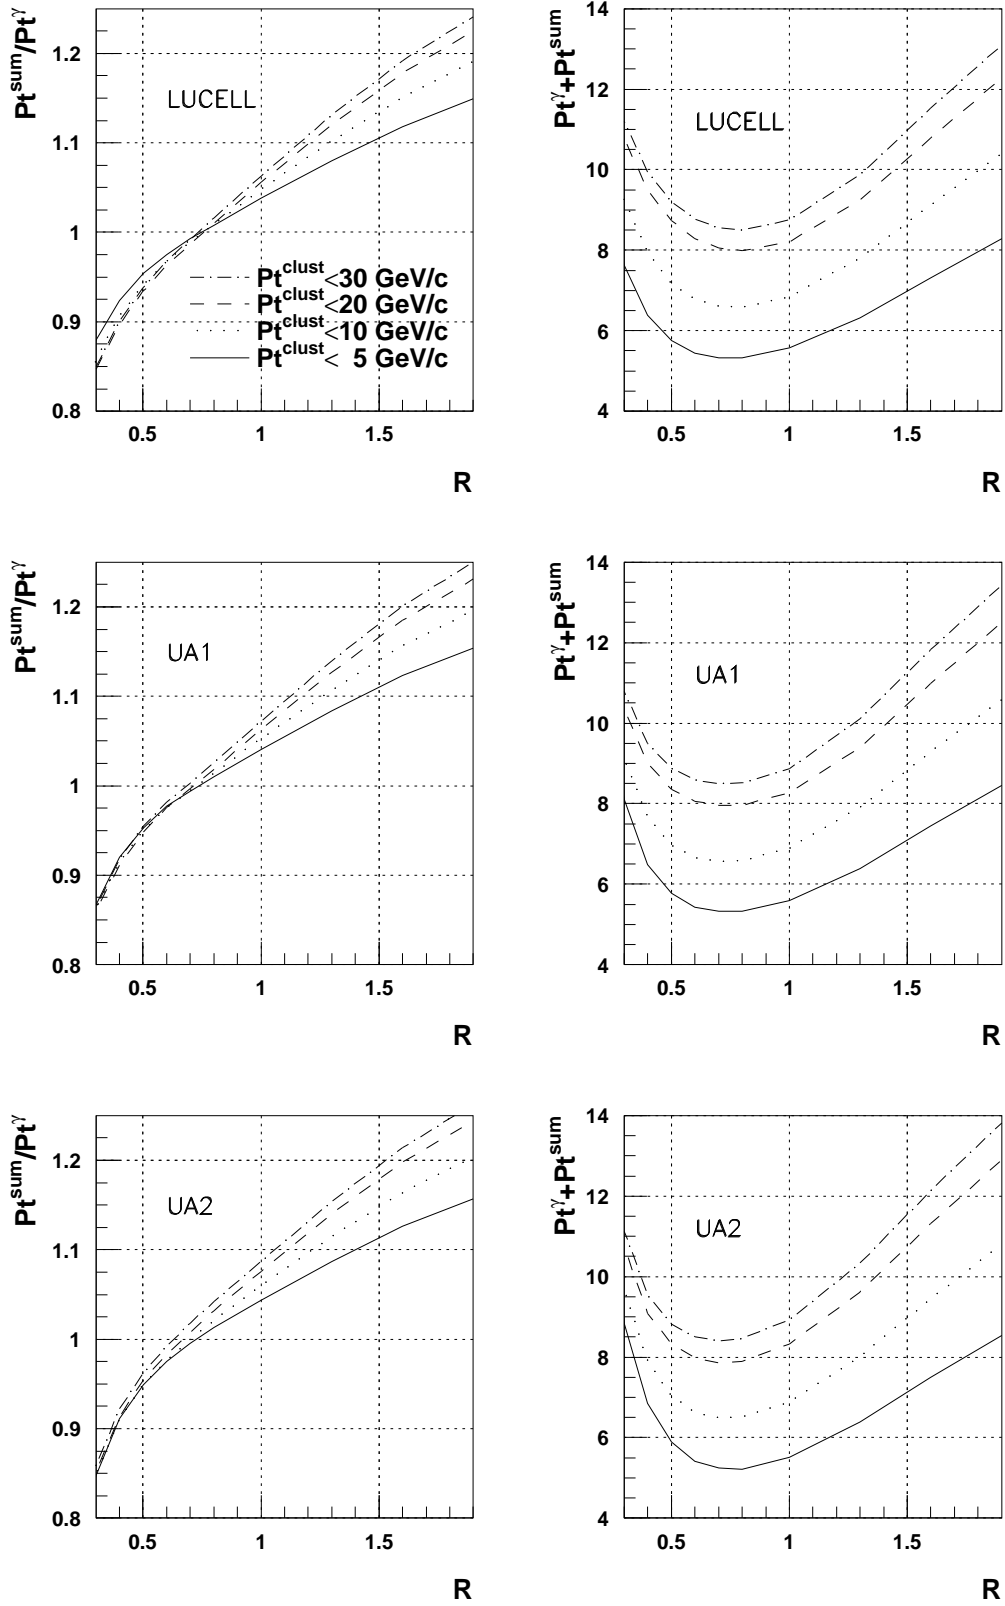 Pt^sum/Pt^γ
1.2
1.1
1
0.9
0.8
LUCELL
Pt^clust<30 GeV/c
Pt^clust<20 GeV/c
Pt^clust<10 GeV/c
Pt^clust< 5 GeV/c
0.5 1 1.5
R
Pt^γ+Pt^sum
14
12
10
8
6
4
LUCELL
0.5 1 1.5
R
Pt^sum/Pt^γ
1.2
1.1
1
0.9
0.8
UA1
0.5 1 1.5
R
Pt^γ+Pt^sum
14
12
10
8
6
4
UA1
0.5 1 1.5
R
Pt^sum/Pt^γ
1.2
1.1
1
0.9
0.8
UA2
0.5 1 1.5
R
Pt^γ+Pt^sum
14
12
10
8
6
4
UA2
0.5 1 1.5
R